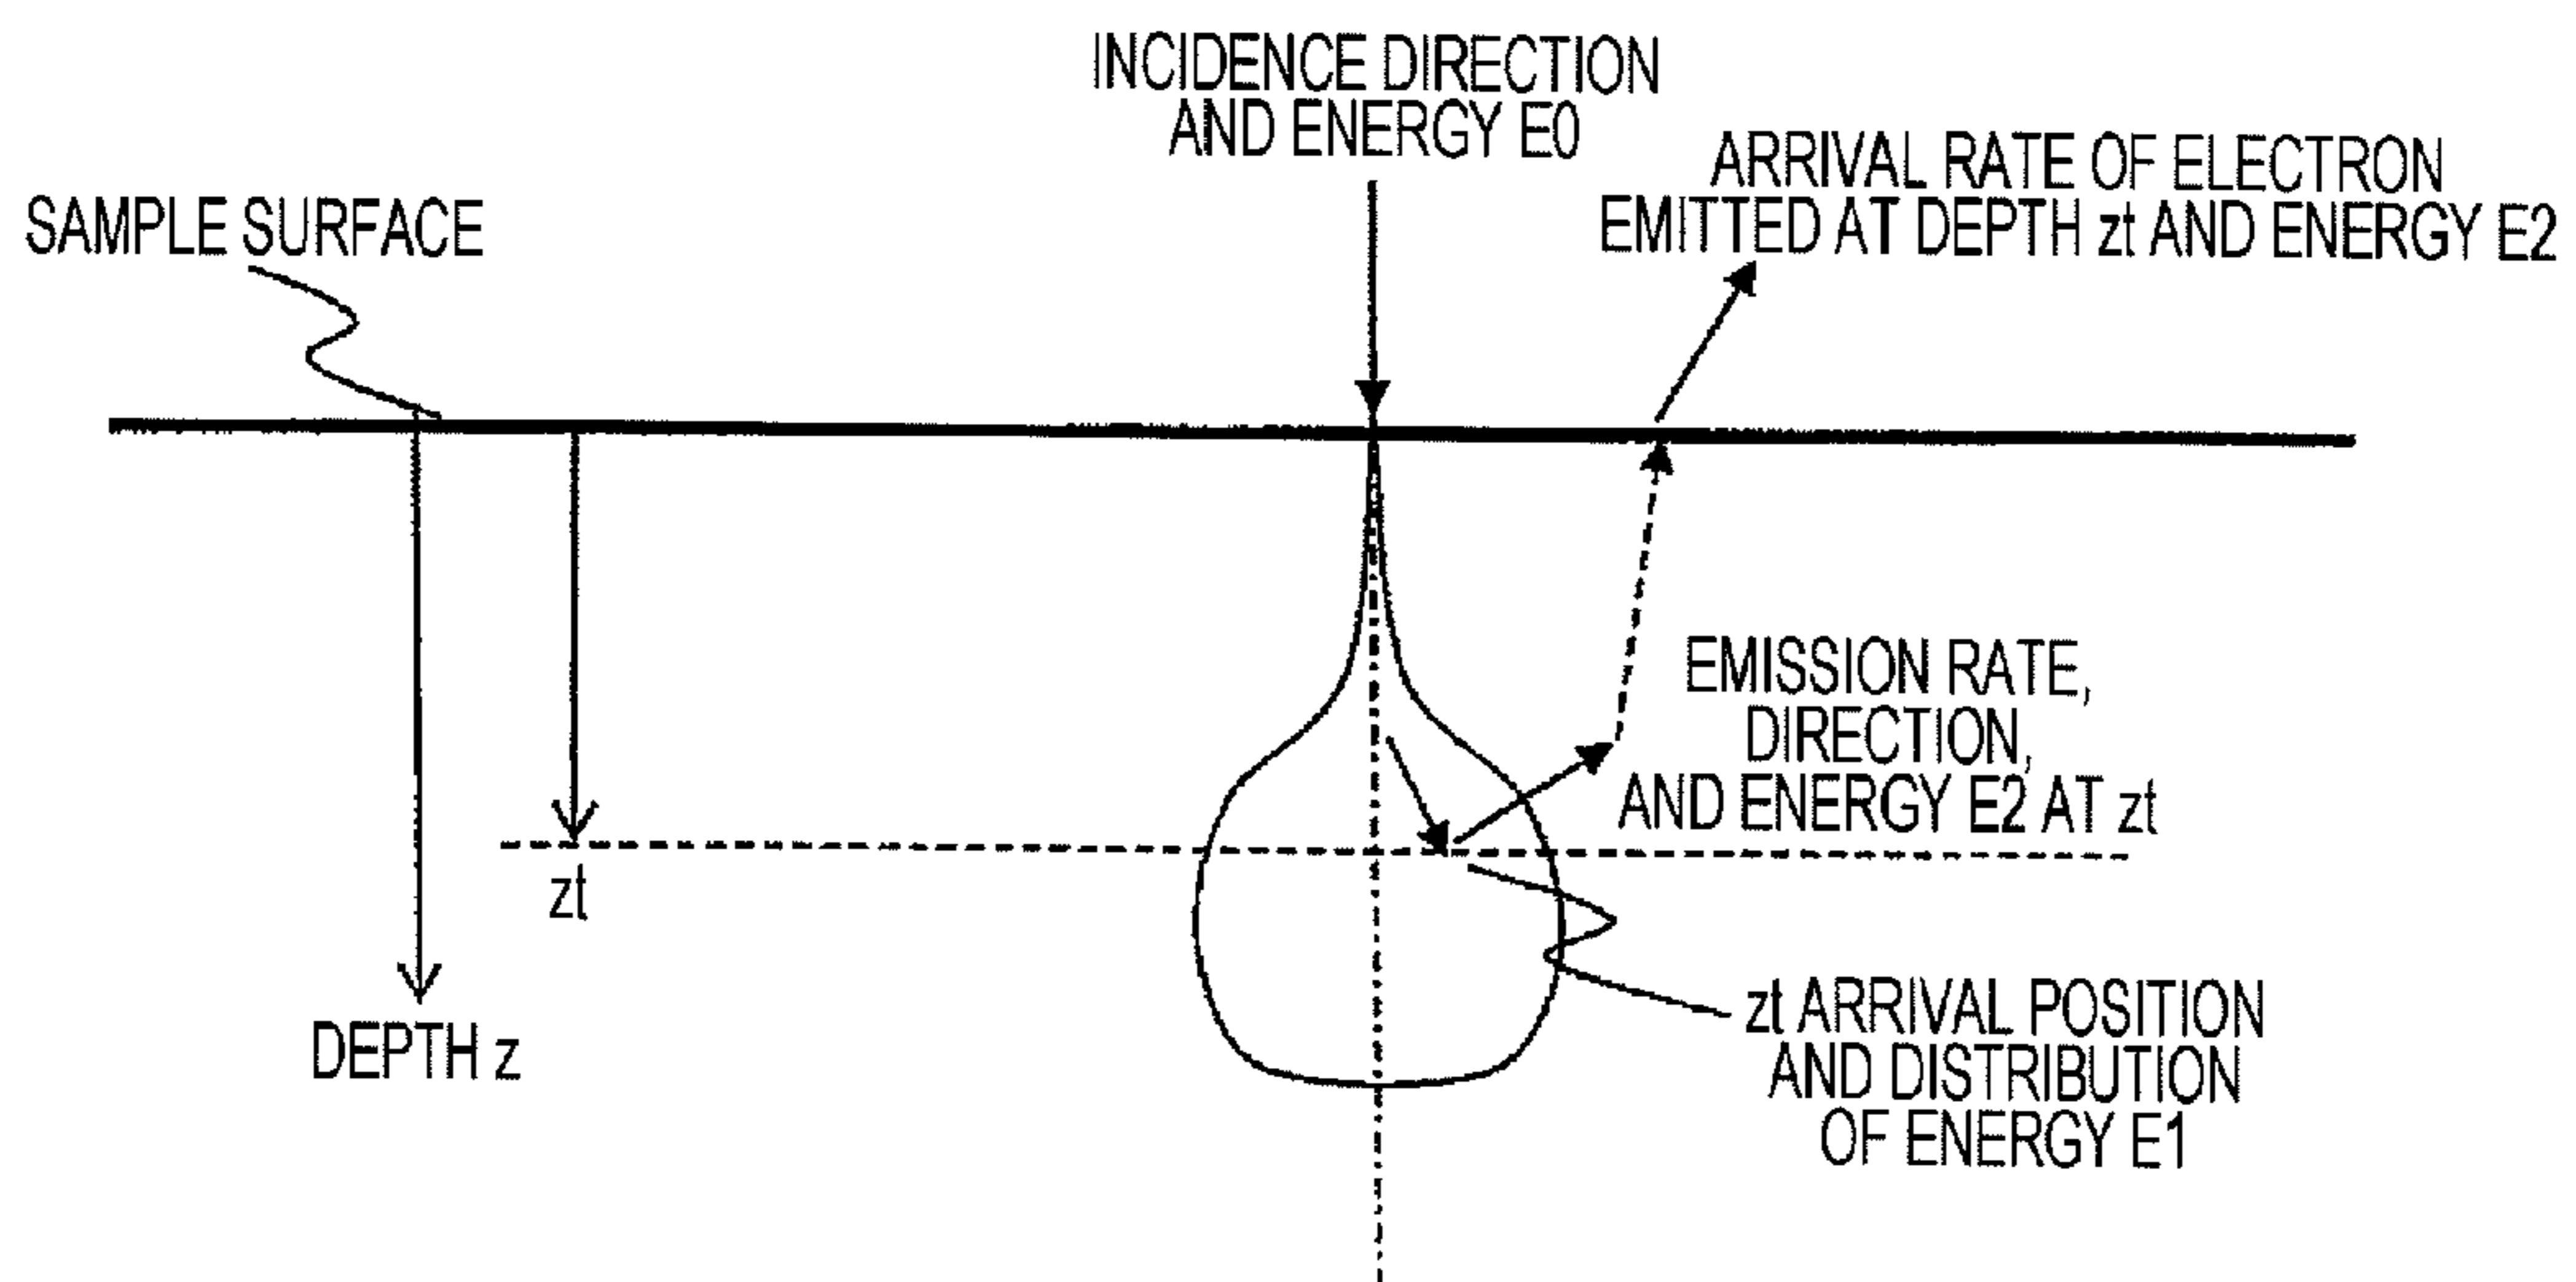 INCIDENCE DIRECTION
AND ENERGY E0
ARRIVAL RATE OF ELECTRON
EMITTED AT DEPTH zt AND ENERGY E2
SAMPLE SURFACE
EMISSION RATE,
DIRECTION,
AND ENERGY E2 AT zt
zt
DEPTH z
zt ARRIVAL POSITION
AND DISTRIBUTION
OF ENERGY E1